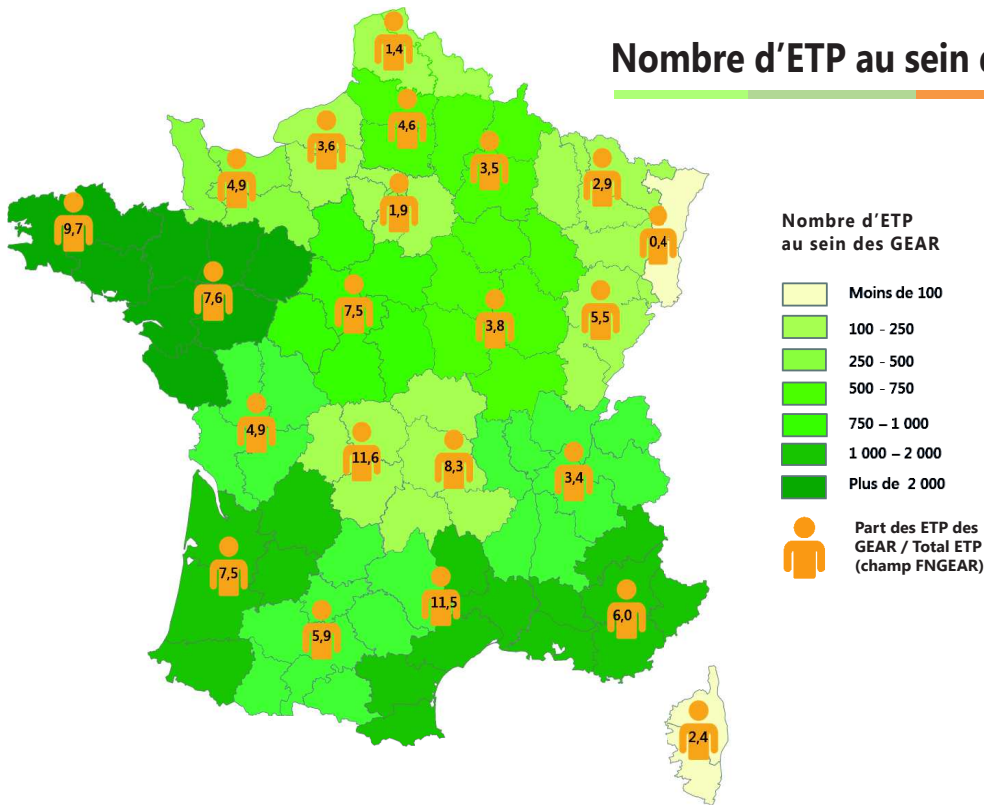 Nombre d'ETP au sein d
1,4
4,6
3,6
3,5
4,9
2,9
1,9
9,7
0,4
7,6
7,5
3,8
5,5
4,9
11,6
8,3
3,4
7,5
11,5
5,9
6,0
2,4
Nombre d'ETP
au sein des GEAR
Moins de 100
100 - 250
250 - 500
500 - 750
750 – 1 000
1 000 – 2 000
Plus de 2 000
Part des ETP des
GEAR / Total ETP
(champ FNGEAR)